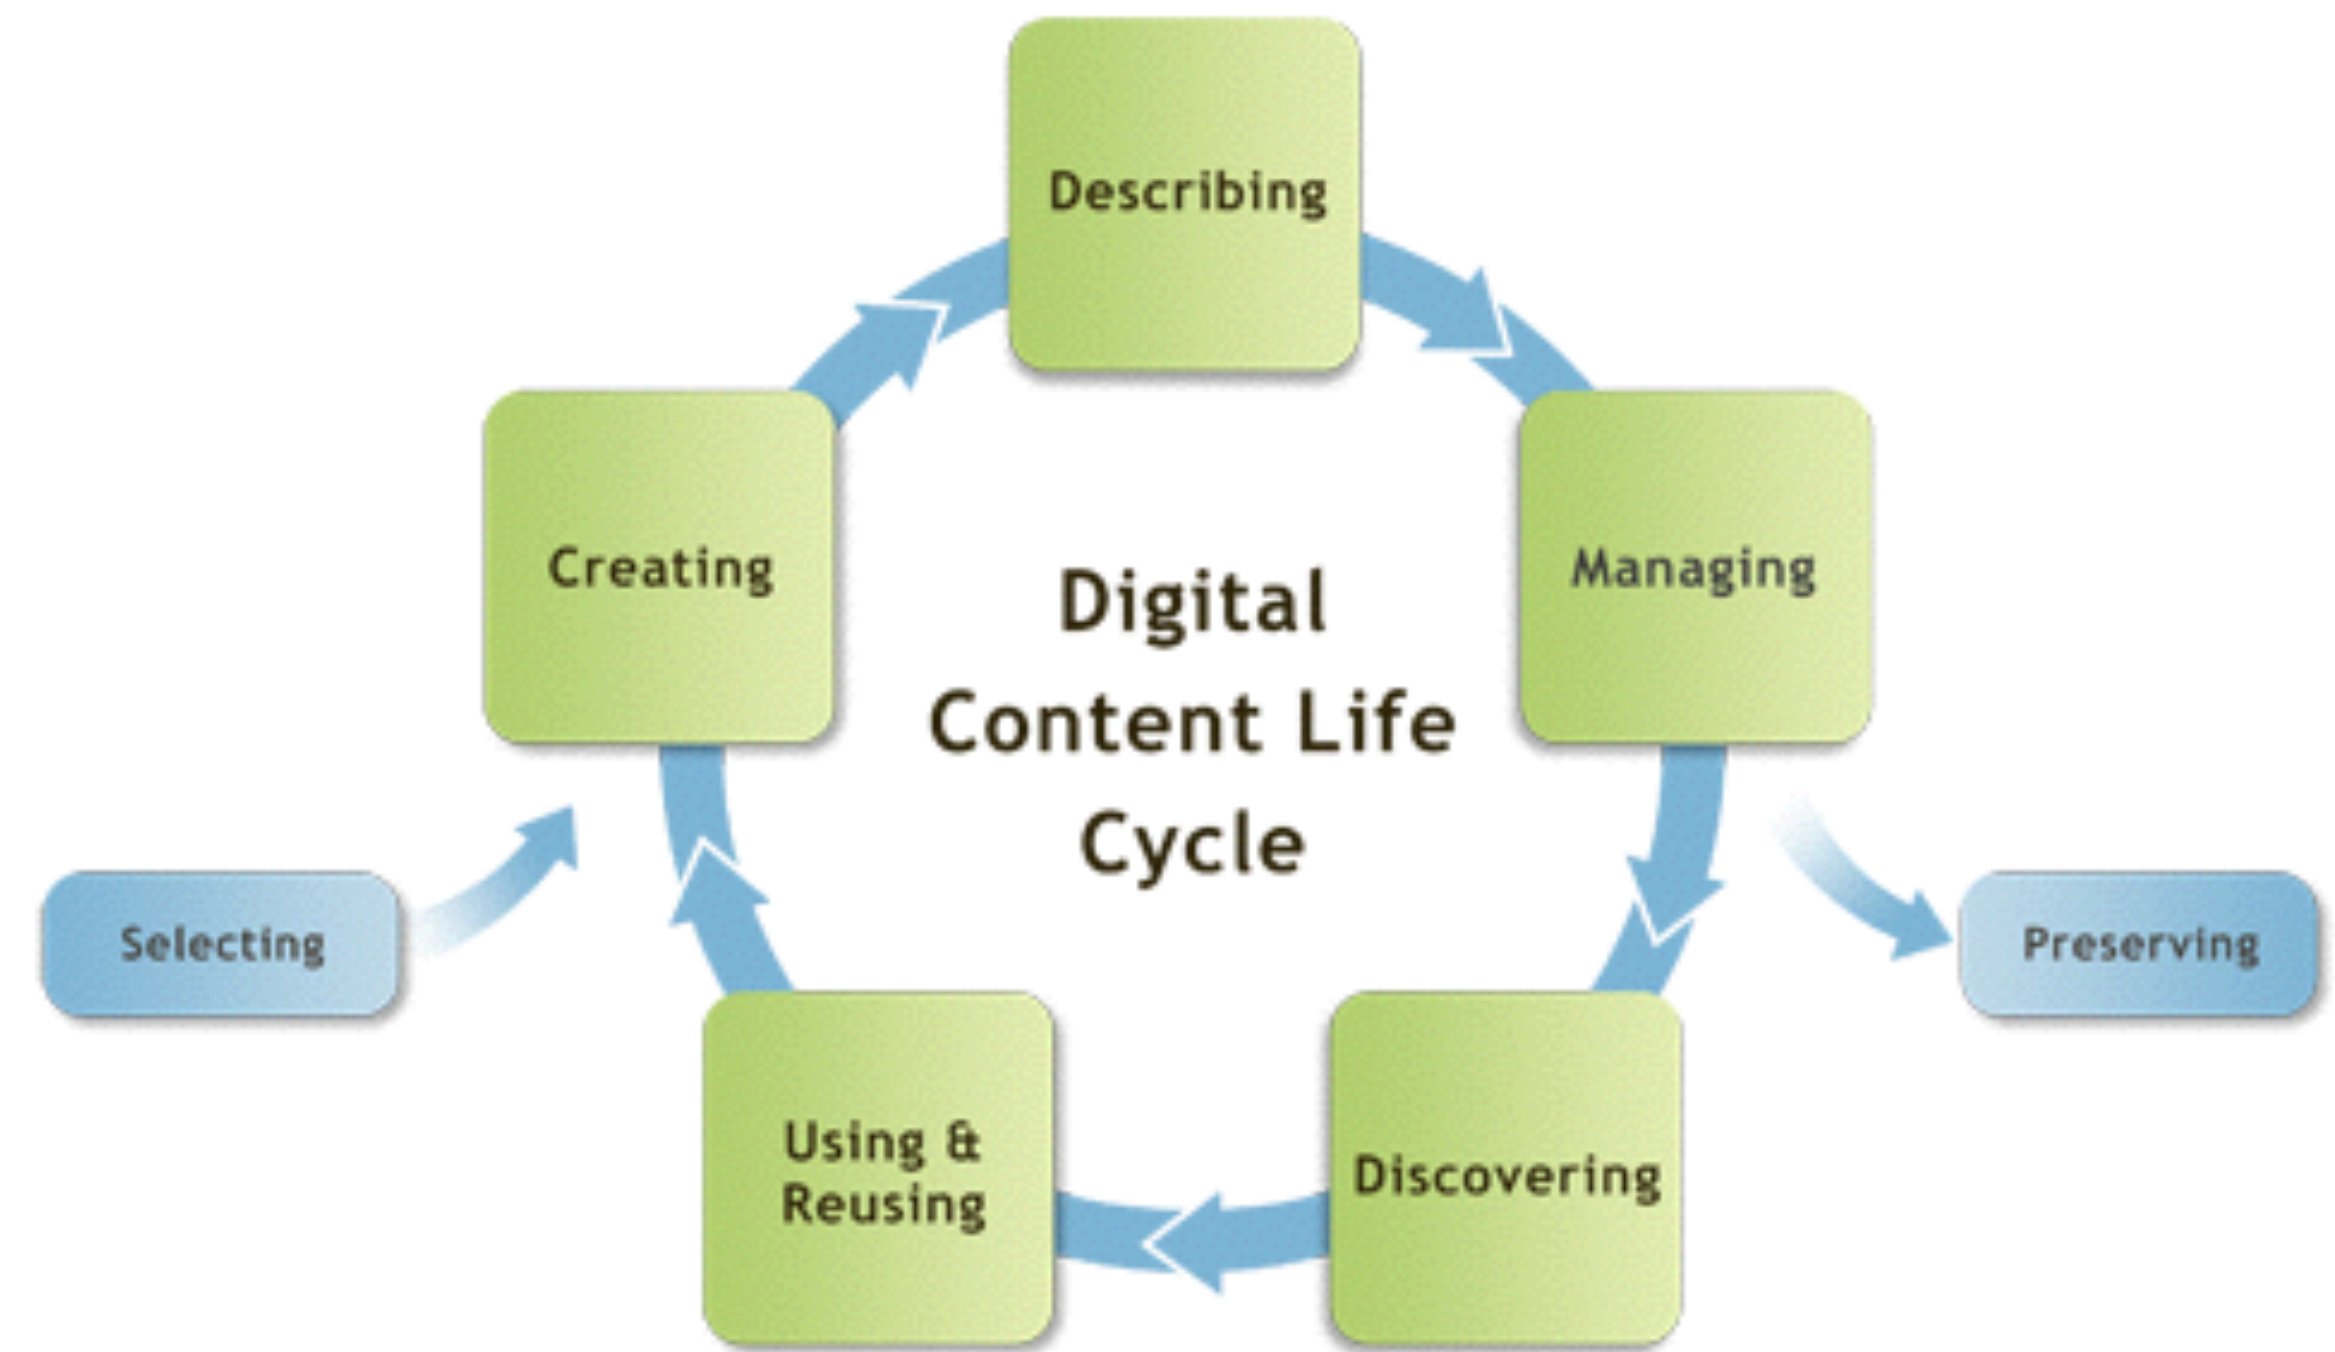 Describing
Creating
Managing
Digital
Content Life
Cycle
Selecting
Preserving
Using &
Reusing
Discovering